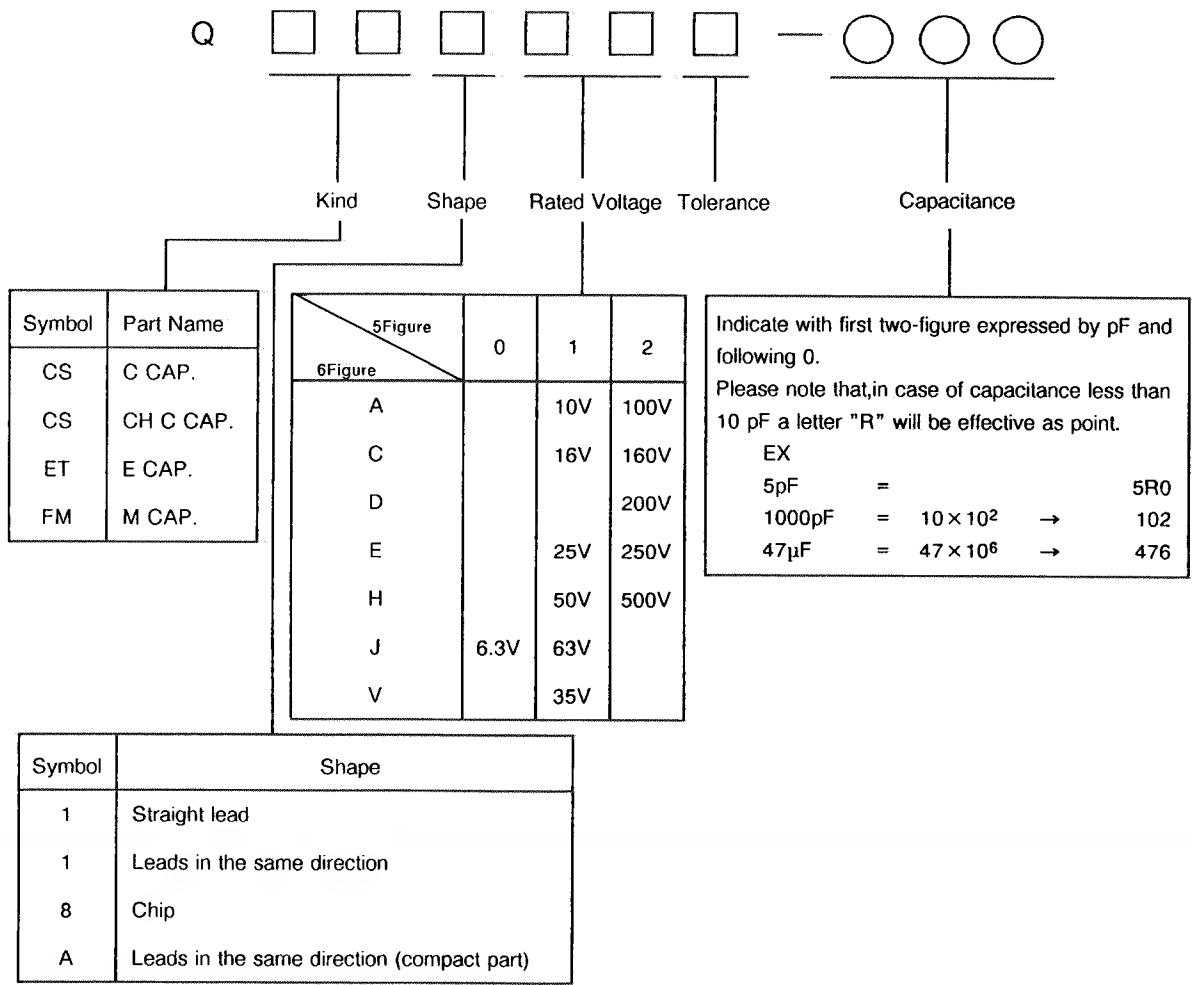 Q □ □ □ □ □ □ — ○ ○ ○
Kind Shape Rated Voltage Tolerance Capacitance
Symbol Part Name
CS C CAP.
CS CH C CAP.
ET E CAP.
FM M CAP.
5Figure
6Figure
0 1 2
A 10V 100V
C 16V 160V
D 200V
E 25V 250V
H 50V 500V
J 6.3V 63V
V 35V
Indicate with first two-figure expressed by pF and
following 0.
Please note that,in case of capacitance less than
10 pF a letter "R" will be effective as point.
EX
5pF = 5R0
1000pF = 10×10² → 102
47μF = 47×10⁶ → 476
Symbol Shape
1 Straight lead
1 Leads in the same direction
8 Chip
A Leads in the same direction (compact part)